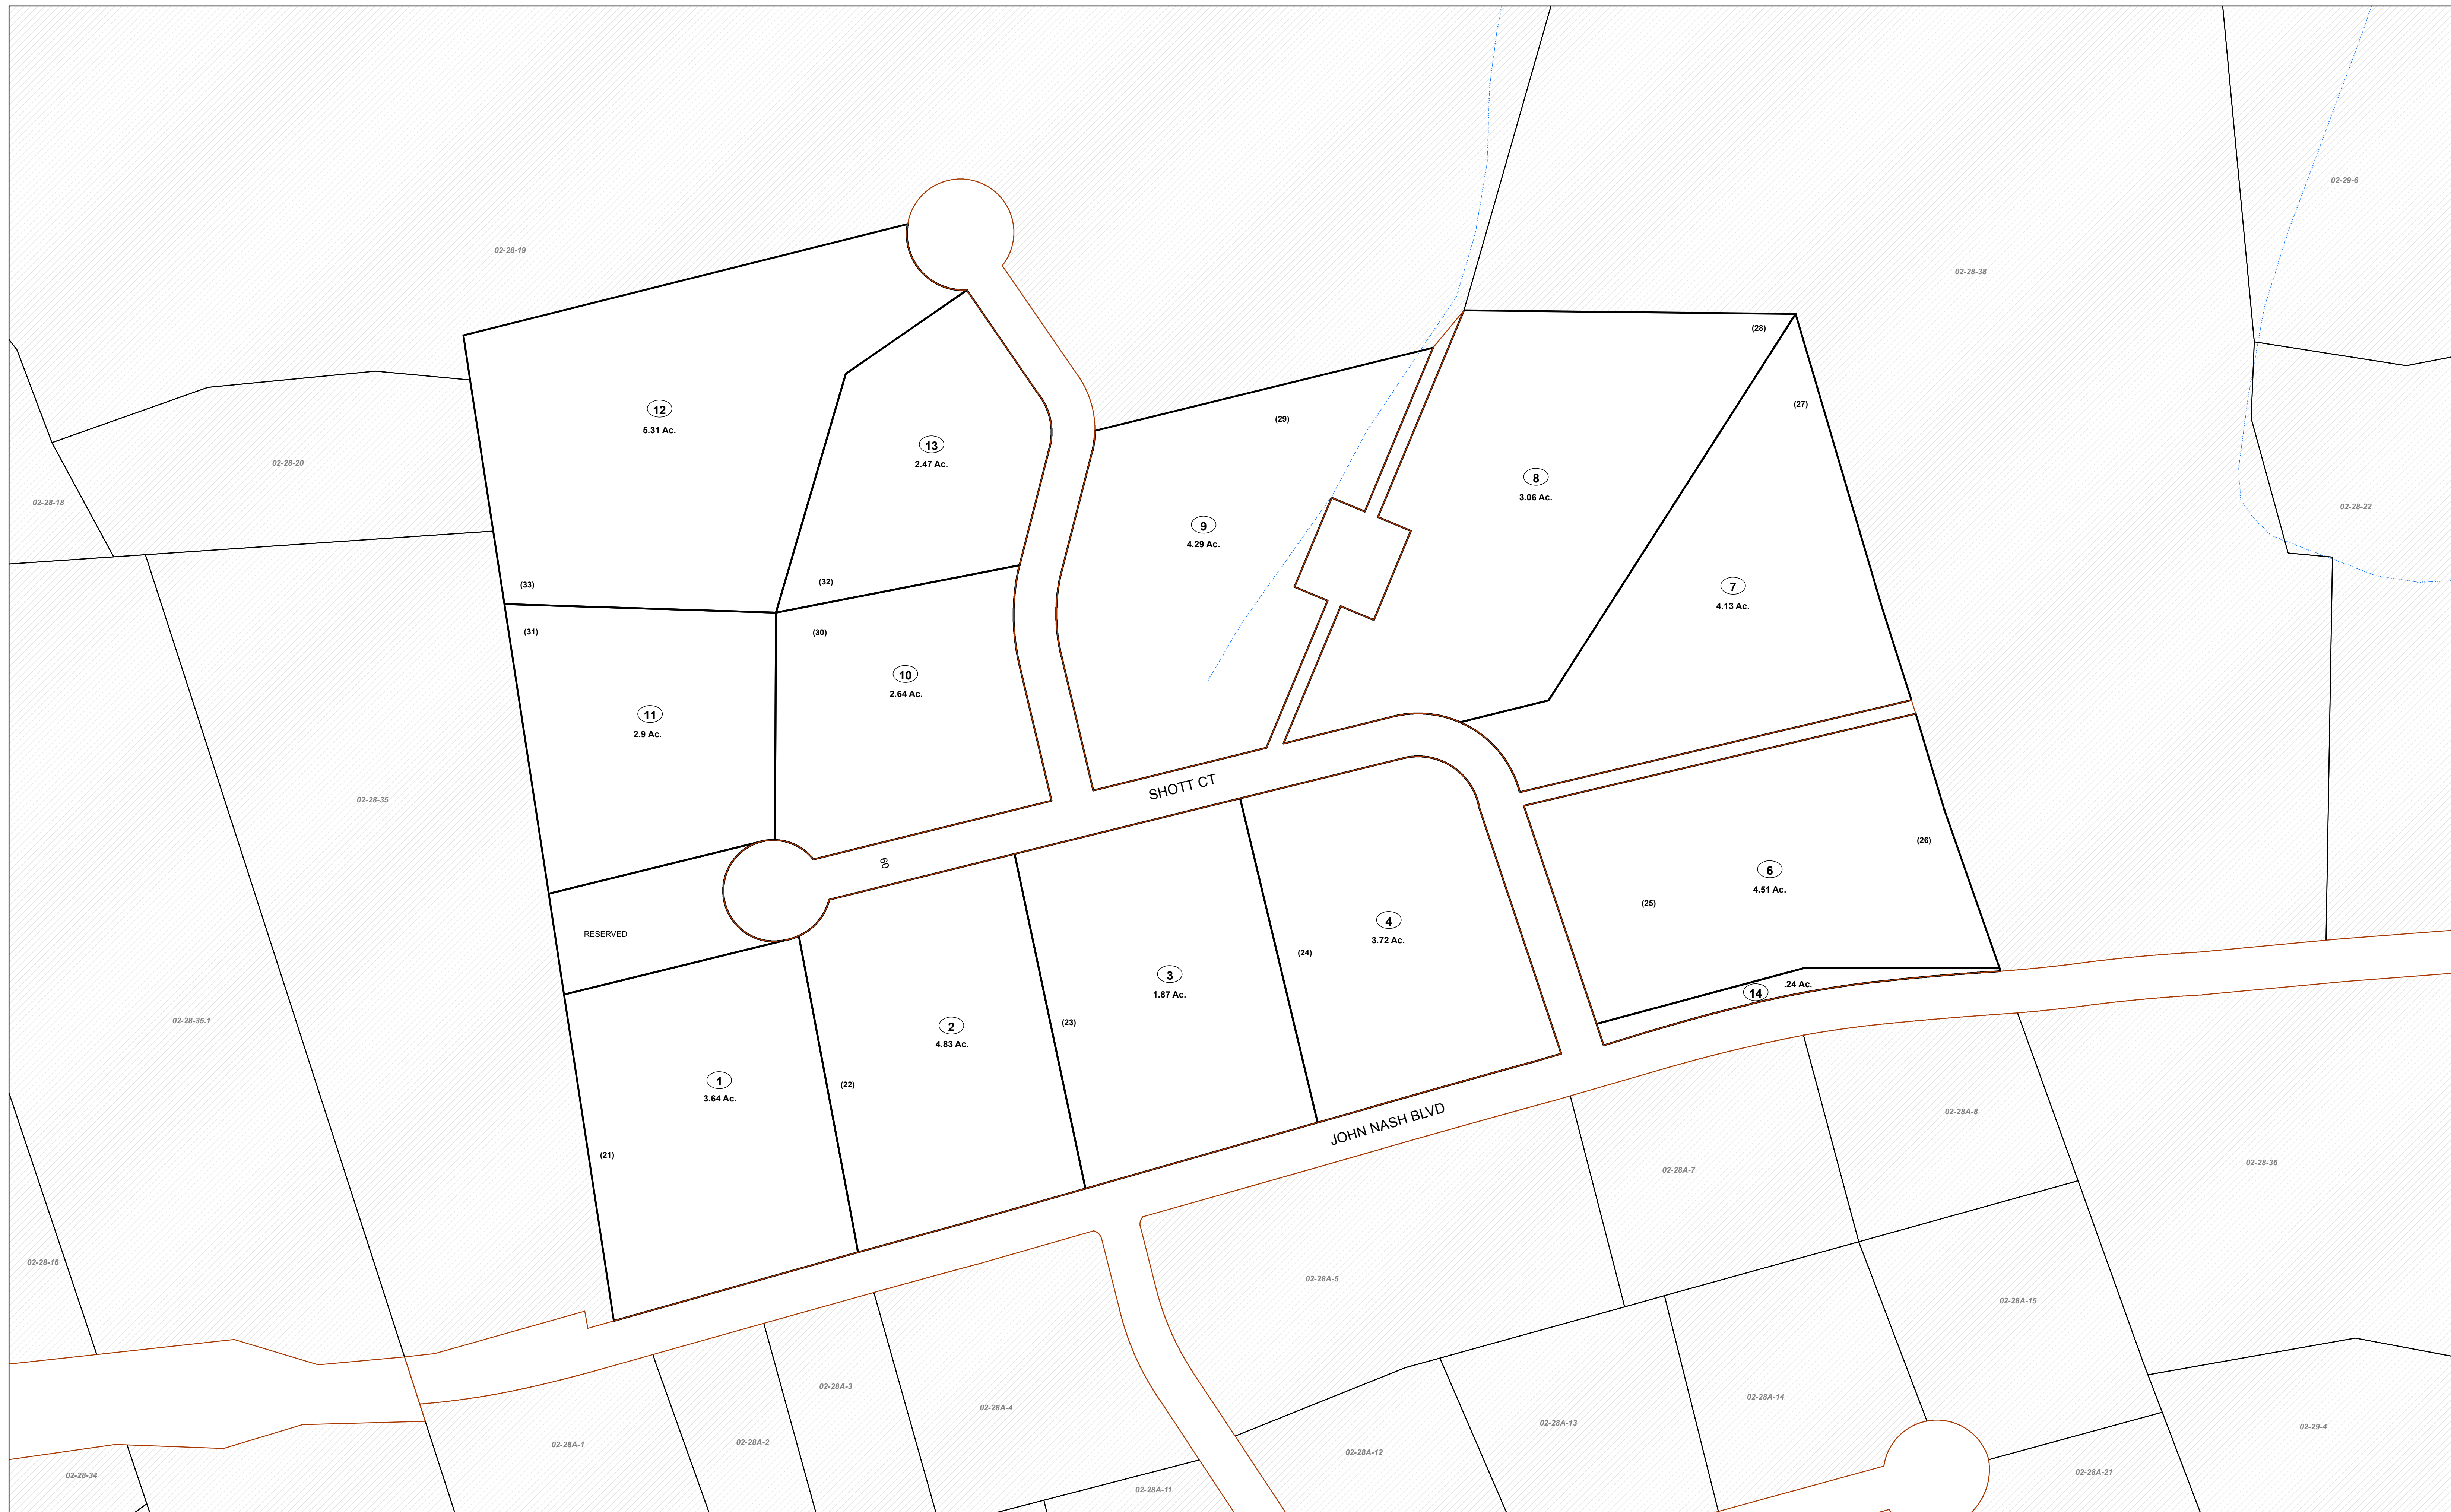 02-29-6
02-28-19
02-28-38
(28)
(27)
12
5.31 Ac.
(29)
13
2.47 Ac.
02-28-20
8
3.06 Ac.
02-28-18
02-28-22
9
4.29 Ac.
(33)
(32)
7
4.13 Ac.
(31)
(30)
10
2.64 Ac.
11
2.9 Ac.
SHOTT CT
02-28-35
(26)
60
6
4.51 Ac.
(25)
4
3.72 Ac.
RESERVED
(24)
3
1.87 Ac.
14
.24 Ac.
02-28-35.1
(23)
2
4.83 Ac.
1
3.64 Ac.
(22)
JOHN NASH BLVD
02-28A-8
(21)
02-28A-7
02-28-36
02-28-16
02-28A-5
02-28A-15
02-28A-3
02-28A-4
02-28A-14
02-28A-13
02-29-4
02-28A-1
02-28A-2
02-28A-12
02-28-34
02-28A-21
02-28A-11